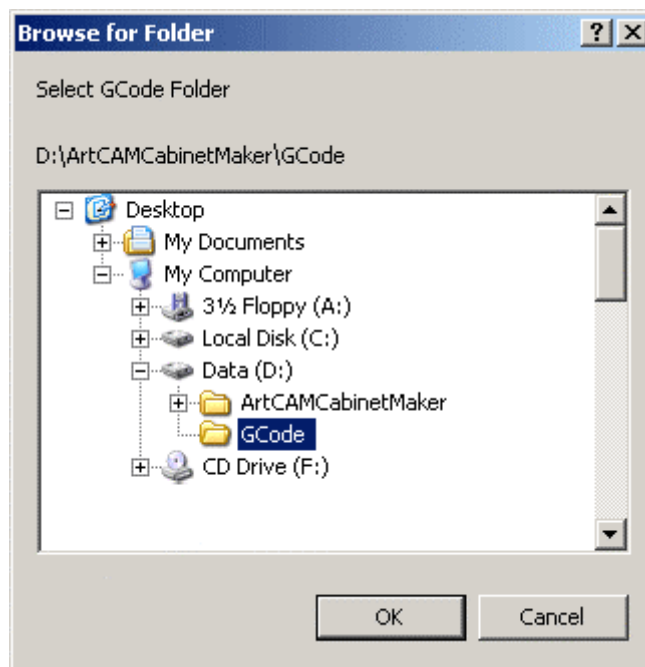 Browse for Folder
Select GCode Folder
D:\ArtCAMCabinetMaker\GCode
Desktop
My Documents
My Computer
3½ Floppy (A:)
Local Disk (C:)
Data (D:)
ArtCAMCabinetMaker
GCode
CD Drive (F:)
OK Cancel